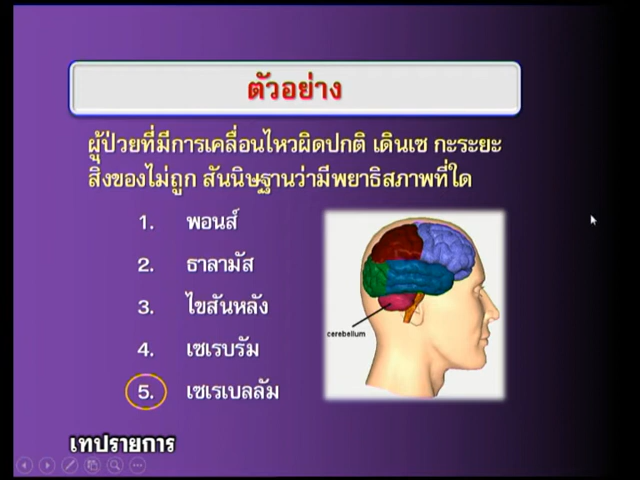 ตัวอย่าง
ผู้ป่วยที่มีการเคลื่อนไหวผิดปกติ เดินเซ กะระยะ
สิ่งของไม่ถูก สันนิษฐานว่ามีพยาธิสภาพที่ใด
1. พอนส์
2. ธาลามัส
3. ไขสันหลัง
4. เซเรบรัม
5. เซเรเบลลัม
cerebellum
เทปรายการ